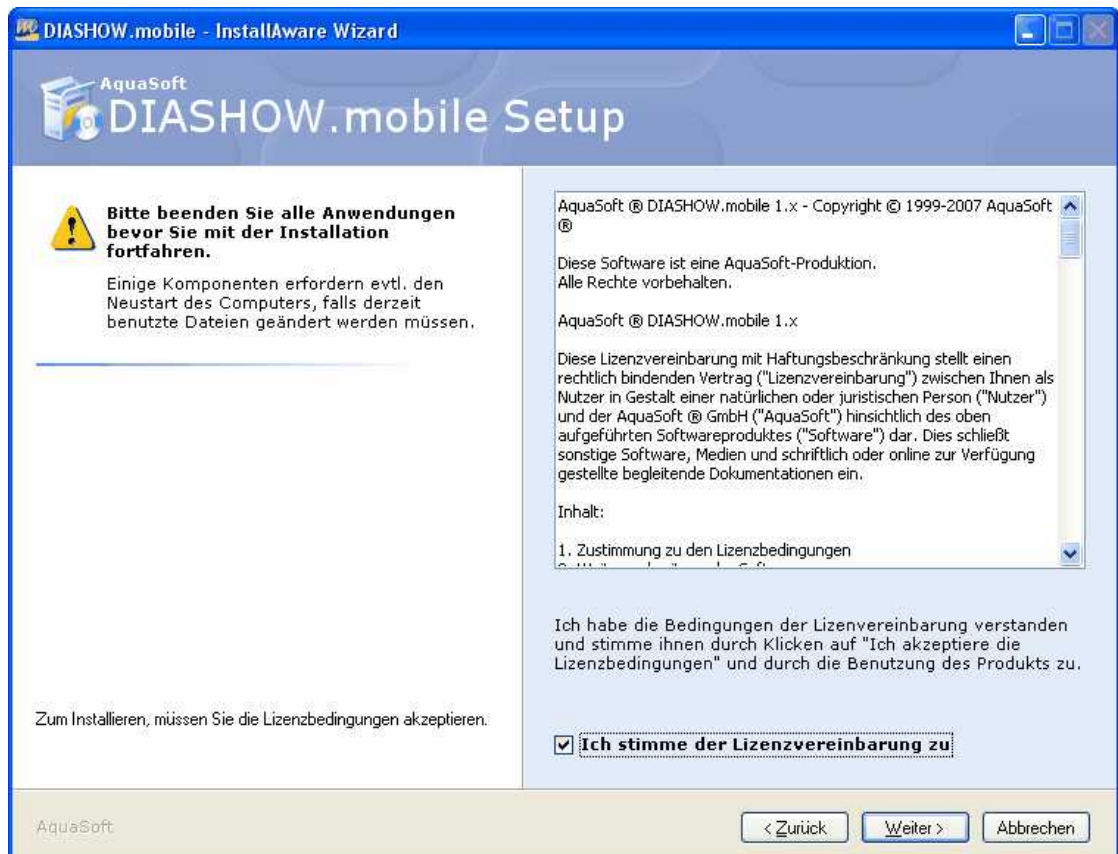 DIASHOW.mobile - InstallAware Wizard
AquaSoft
DIASHOW.mobile Setup
Bitte beenden Sie alle Anwendungen
bevor Sie mit der Installation
fortfahren.
Einige Komponenten erfordern evtl. den
Neustart des Computers, falls derzeit
benutzte Dateien geändert werden müssen.
Zum Installieren, müssen Sie die Lizenzbedingungen akzeptieren.
AquaSoft ® DIASHOW.mobile 1.x - Copyright © 1999-2007 AquaSoft
®
Diese Software ist eine AquaSoft-Produktion.
Alle Rechte vorbehalten.
AquaSoft ® DIASHOW.mobile 1.x
Diese Lizenzvereinbarung mit Haftungsbeschränkung stellt einen
rechtlich bindenden Vertrag ("Lizenzvereinbarung") zwischen Ihnen als
Nutzer in Gestalt einer natürlichen oder juristischen Person ("Nutzer")
und der AquaSoft ® GmbH ("AquaSoft") hinsichtlich des oben
aufgeführten Softwareproduktes ("Software") dar. Dies schließt
sonstige Software, Medien und schriftlich oder online zur Verfügung
gestellte begleitende Dokumentationen ein.
Inhalt:
1. Zustimmung zu den Lizenzbedingungen
Ich habe die Bedingungen der Lizenvereinbarung verstanden
und stimme ihnen durch Klicken auf "Ich akzeptiere die
Lizenzbedingungen" und durch die Benutzung des Produkts zu.
Ich stimme der Lizenzvereinbarung zu
AquaSoft
< Zurück
Weiter >
Abbrechen